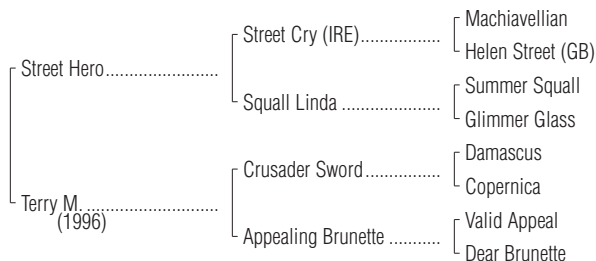 Machiavellian
Street Cry (IRE)..................
Helen Street (GB)
Street Hero.........................
Summer Squall
Squall Linda ......................
Glimmer Glass
Damascus
Crusader Sword.................
Copernica
Terry M. .............................
(1996)
Valid Appeal
Appealing Brunette ...........
Dear Brunette